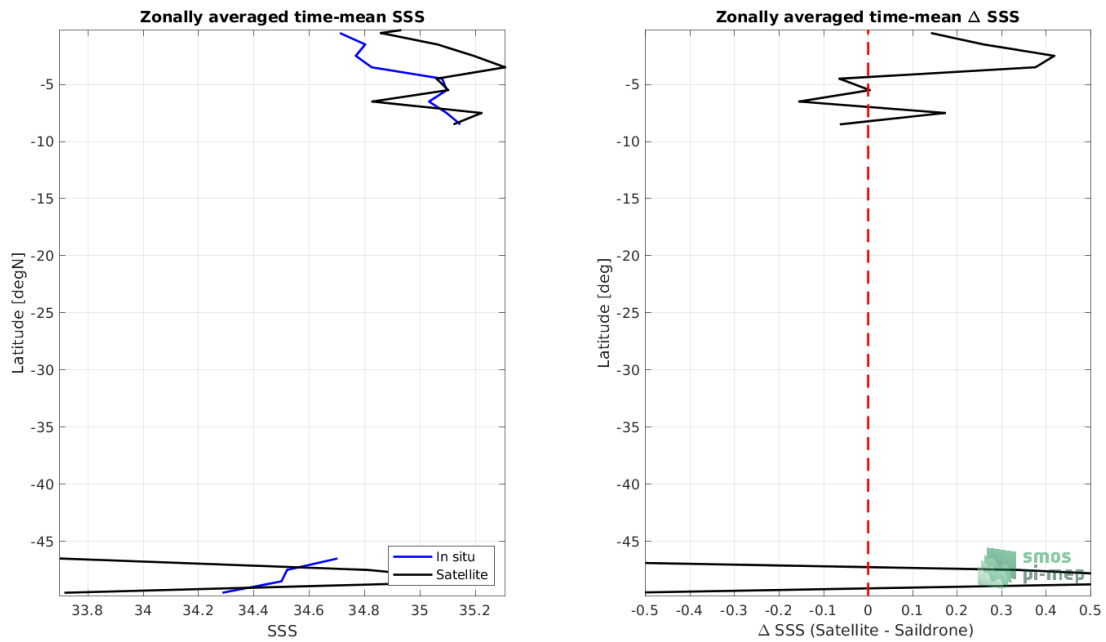 Zonally averaged time-mean SSS
-5
-10
-15
-20
-25
-30
-35
-40
-45
Latitude [degN]
33.8 34 34.2 34.4 34.6 34.8 35 35.2
SSS
In situ
Satellite
Zonally averaged time-mean Δ SSS
-5
-10
-15
-20
-25
-30
-35
-40
-45
Latitude [deg]
-0.5 -0.4 -0.3 -0.2 -0.1 0 0.1 0.2 0.3 0.4 0.5
Δ SSS (Satellite - Saildrone)
smos
pi-mep